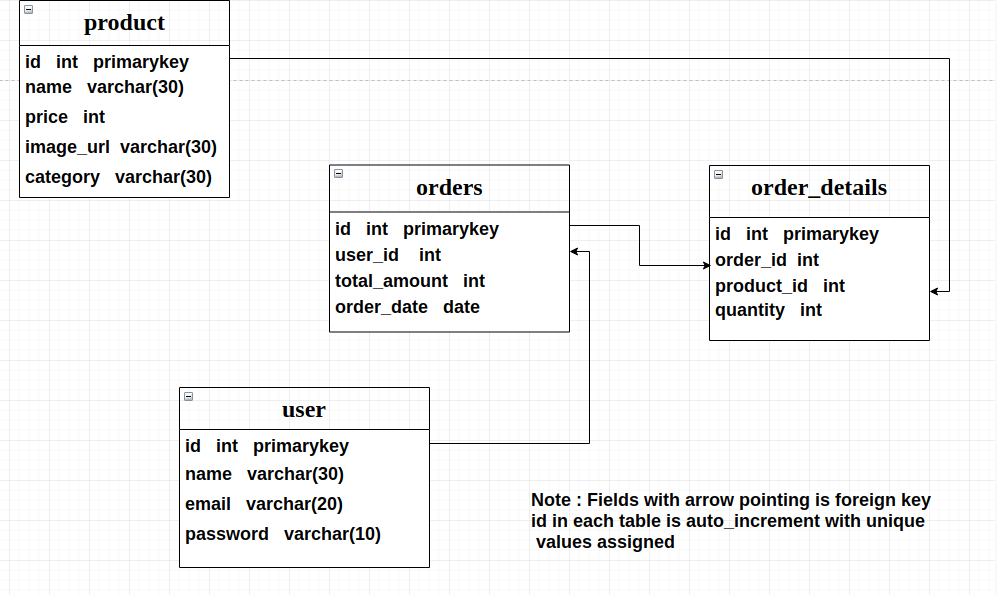 product
id int primarykey
name varchar(30)
price int
image_url varchar(30)
category varchar(30)
orders
id int primarykey
user_id int
total_amount int
order_date date
order_details
id int primarykey
order_id int
product_id int
quantity int
user
id int primarykey
name varchar(30)
email varchar(20)
password varchar(10)
Note : Fields with arrow pointing is foreign key
id in each table is auto_increment with unique
values assigned